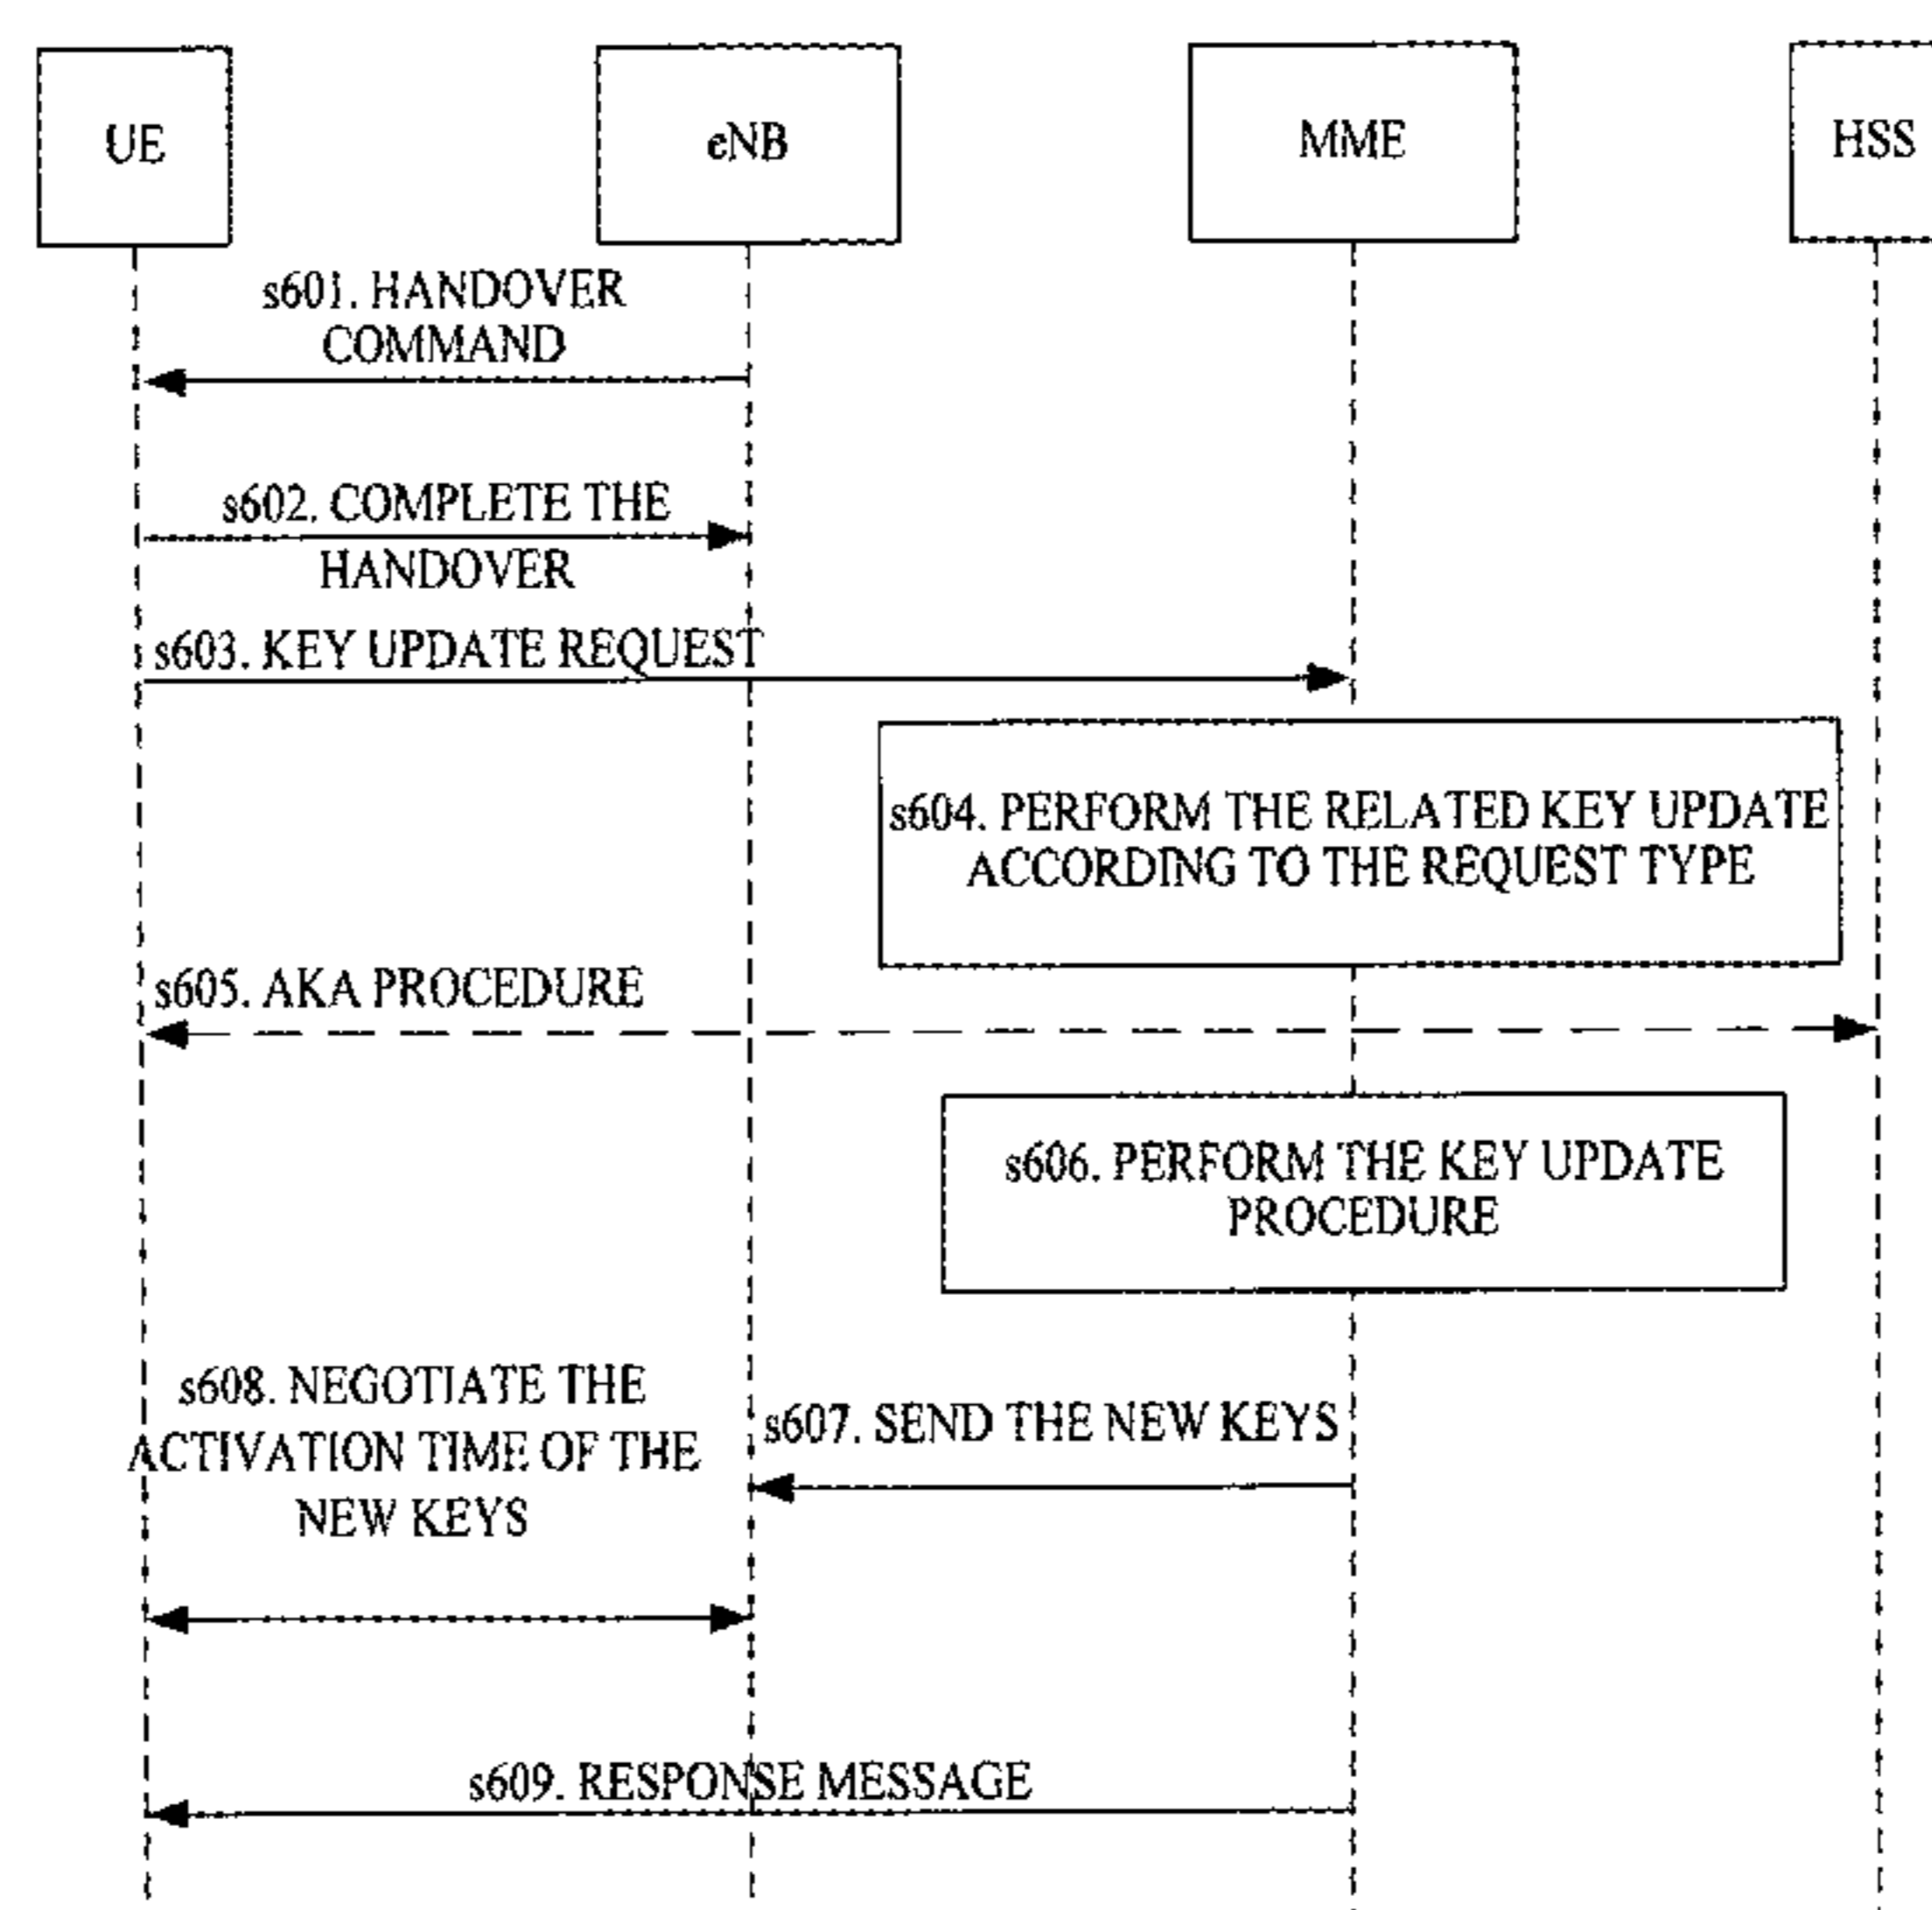 UE
eNB
MME
HSS
s601. HANDOVER
COMMAND
s602. COMPLETE THE
HANDOVER
s603. KEY UPDATE REQUEST
s604. PERFORM THE RELATED KEY UPDATE
ACCORDING TO THE REQUEST TYPE
s605. AKA PROCEDURE
s606. PERFORM THE KEY UPDATE
PROCEDURE
s608. NEGOTIATE THE
ACTIVATION TIME OF THE
NEW KEYS
s607. SEND THE NEW KEYS
s609. RESPONSE MESSAGE